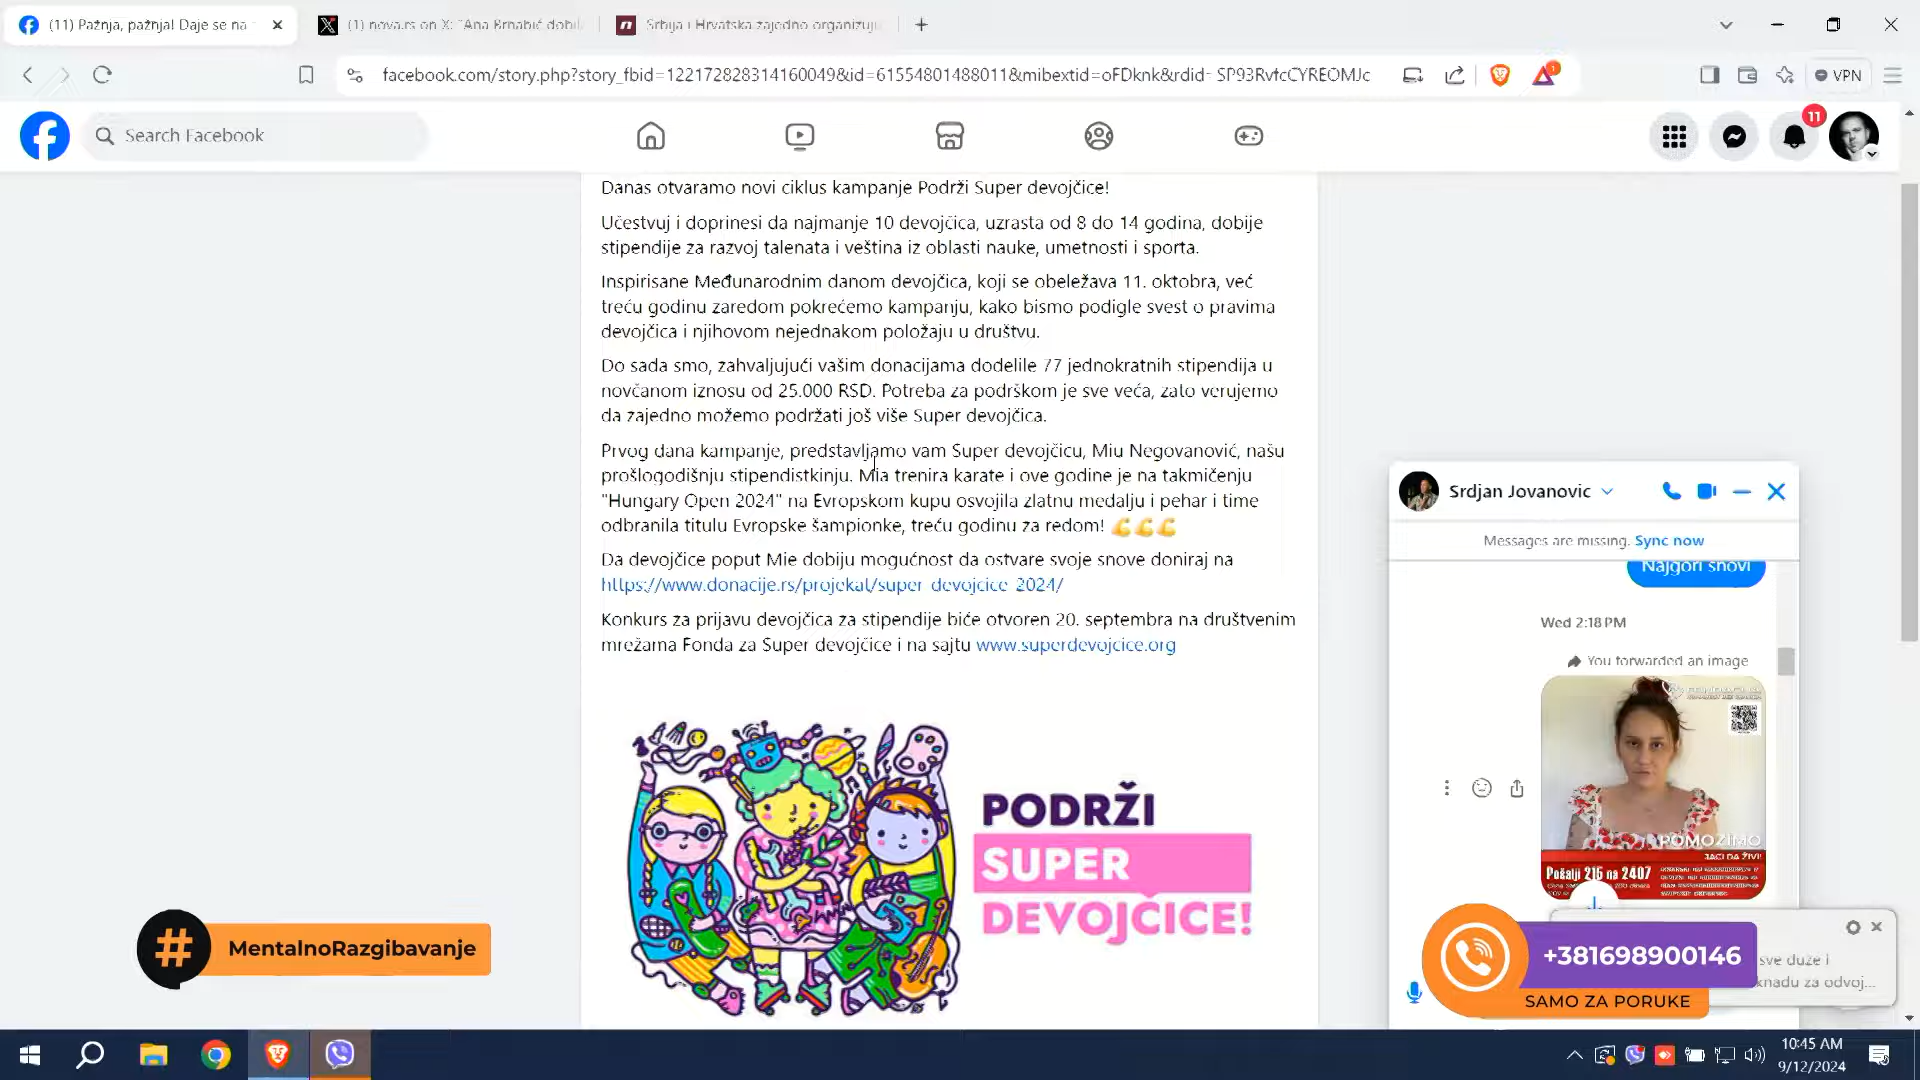 (11) Pažnja, pažnja! Daje se na
(1) nova.rs on X: "Ana Brnabić dobil
Srbija i Hrvatska zajedno organizuju
facebook.com/story.php?story_fbid=122172828314160049&id=61554801488011&mibextid=oFDknk&rdid=SP93RvfcCYREOMJc
1
VPN
Search Facebook
11
Danas otvaramo novi ciklus kampanje Podrži Super devojčice!
Učestvuj i doprinesi da najmanje 10 devojčica, uzrasta od 8 do 14 godina, dobije
stipendije za razvoj talenata i veština iz oblasti nauke, umetnosti i sporta.
Inspirisane Međunarodnim danom devojčica, koji se obeležava 11. oktobra, već
treću godinu zaredom pokrećemo kampanju, kako bismo podigle svest o pravima
devojčica i njihovom nejednakom položaju u društvu.
Do sada smo, zahvaljujući vašim donacijama dodelile 77 jednokratnih stipendija u
novčanom iznosu od 25.000 RSD. Potreba za podrškom je sve veća, zato verujemo
da zajedno možemo podržati još više Super devojčica.
Prvog dana kampanje, predstavljamo vam Super devojčicu, Miu Negovanović, našu
prošlogodišnju stipendistkinju. Mia trenira karate i ove godine je na takmičenju
"Hungary Open 2024" na Evropskom kupu osvojila zlatnu medalju i pehar i time
odbranila titulu Evropske šampionke, treću godinu za redom! 💪💪💪
Da devojčice poput Mie dobiju mogućnost da ostvare svoje snove doniraj na
https://www.donacije.rs/projekat/super-devojcice-2024/
Konkurs za prijavu devojčica za stipendije biće otvoren 20. septembra na društvenim
mrežama Fonda za Super devojčice i na sajtu www.superdevojcice.org
PODRŽI
SUPER
DEVOJČICE!
Srdjan Jovanovic
Messages are missing. Sync now
Najgori snovi
Wed 2:18 PM
You forwarded an image
POMOZIMO
JACI DA ŽIVI!
Pošalji 215 na 2407
sve duže i
knadu za odvoj...
# MentalnoRazgibavanje
+381698900146
SAMO ZA PORUKE
10:45 AM
9/12/2024